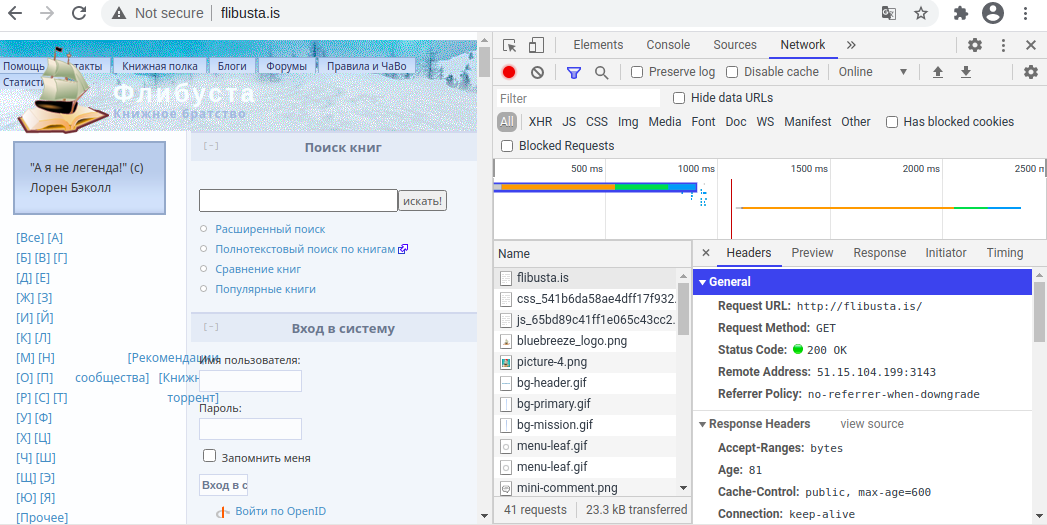 Not secure flibusta.is
Помощь Контакты Книжная полка Блоги Форумы Правила и ЧаВо
Статисти
Флибуста
Книжное братство
"А я не легенда!" (c)
Лорен Бэколл
[Все] [А]
[Б] [В] [Г]
[Д] [Е]
[Ж] [З]
[И] [Й]
[К] [Л]
[М] [Н] [Рекомендации
[О] [П] сообщества] [Книжн
[Р] [С] [Т] торрент]
[У] [Ф]
[Х] [Ц]
[Ч] [Ш]
[Щ] [Э]
[Ю] [Я]
[Прочее]
[-] Поиск книг
искать!
Расширенный поиск
Полнотекстовый поиск по книгам
Сравнение книг
Популярные книги
[-] Вход в систему
Имя пользователя:
Пароль:
Запомнить меня
Вход в с
Войти по OpenID
Elements Console Sources Network
Preserve log Disable cache Online
Filter Hide data URLs
All XHR JS CSS Img Media Font Doc WS Manifest Other Has blocked cookies
Blocked Requests
500 ms 1000 ms 1500 ms 2000 ms 2500 m
Name
flibusta.is
css_541b6da58ae4dff17f932.
js_65bd89c41ff1e065c43cc2.
bluebreeze_logo.png
picture-4.png
bg-header.gif
bg-primary.gif
bg-mission.gif
menu-leaf.gif
menu-leaf.gif
mini-comment.png
41 requests 23.3 kB transferred
Headers Preview Response Initiator Timing
General
Request URL: http://flibusta.is/
Request Method: GET
Status Code: 200 OK
Remote Address: 51.15.104.199:3143
Referrer Policy: no-referrer-when-downgrade
Response Headers view source
Accept-Ranges: bytes
Age: 81
Cache-Control: public, max-age=600
Connection: keep-alive